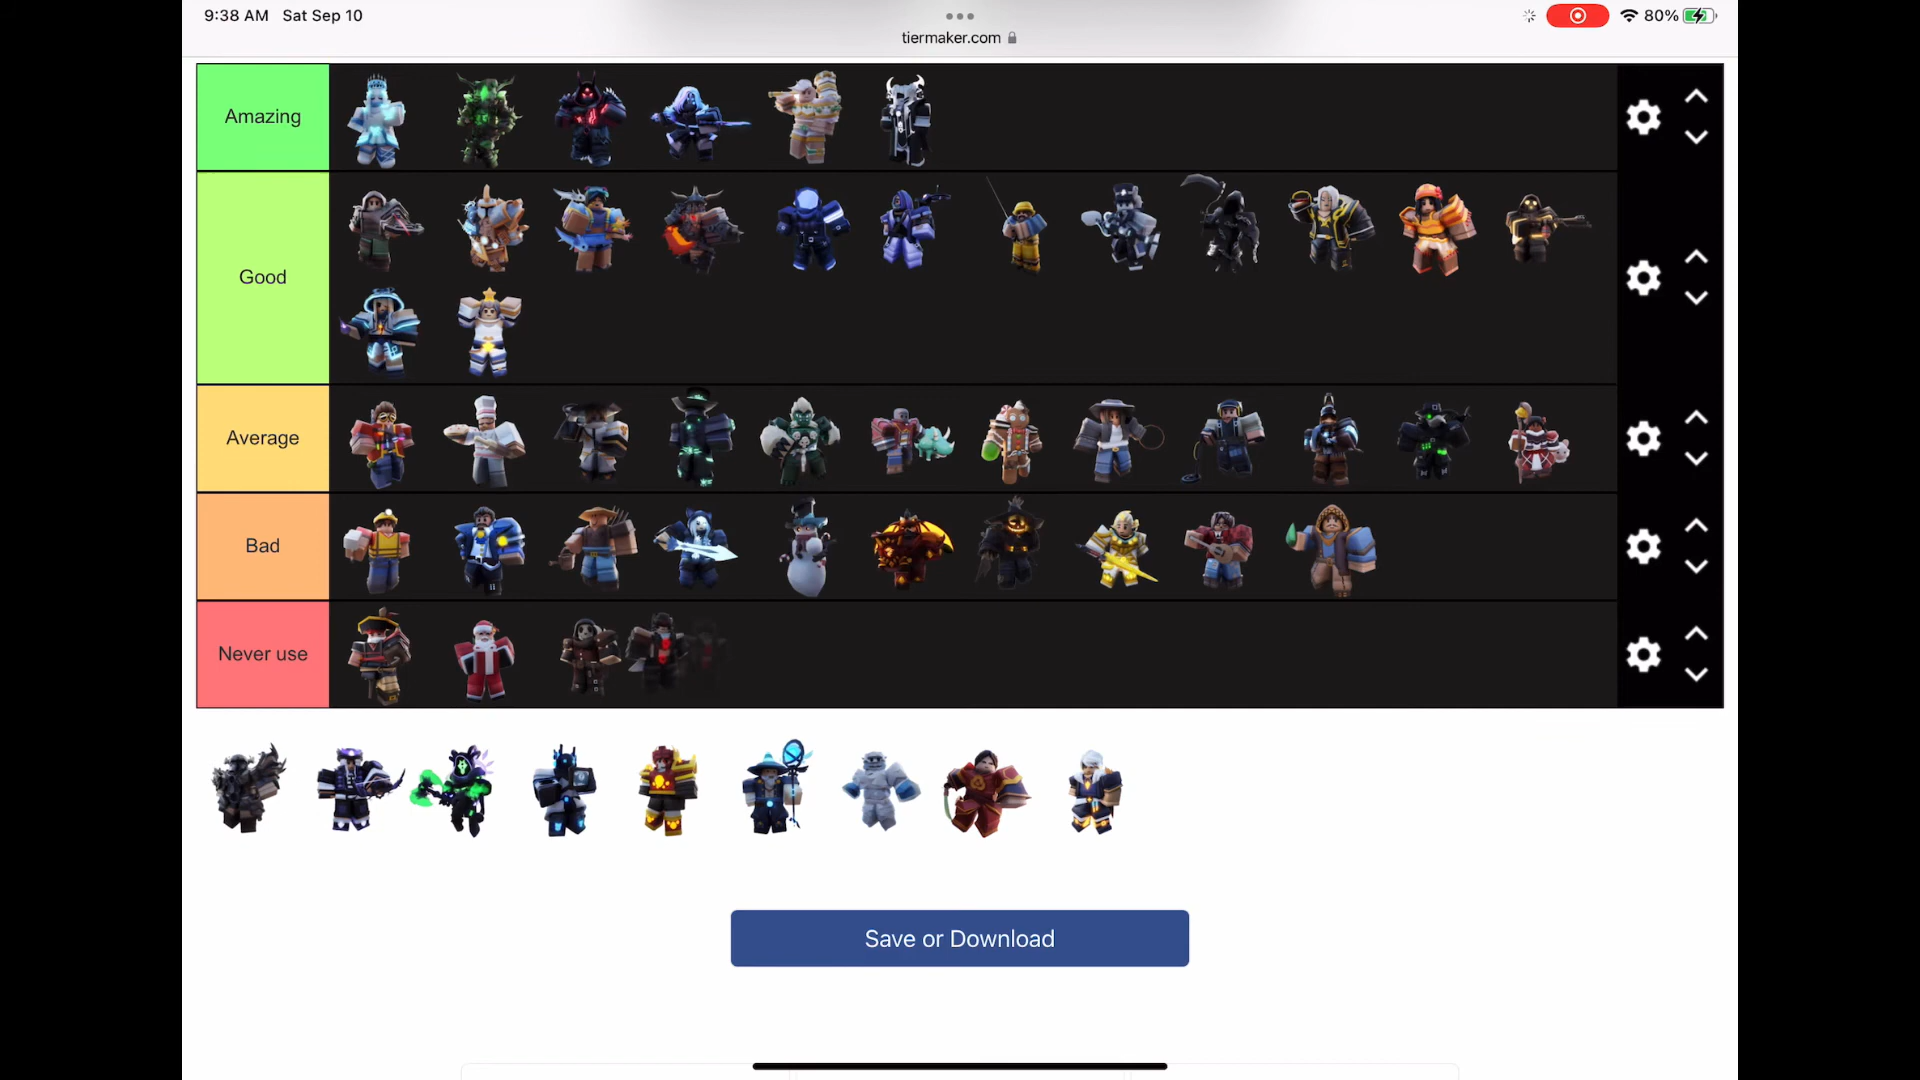 9:38 AM Sat Sep 10
80%
tiermaker.com
Amazing
Good
Average
Bad
Never use
Save or Download